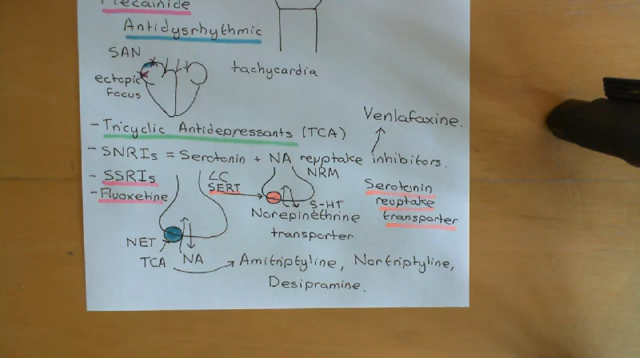 Flecainide
Antidysrhythmic
SAN
ectopic
focus
tachycardia
Venlafaxine.
- Tricyclic Antidepressants (TCA)
- SNRIs = Serotonin + NA reuptake inhibitors.
- SSRIs
- Fluoxetine
LC
SERT
NRM
5-HT
Serotonin
reuptake
transporter
Norepinephrine
transporter
NET
TCA
NA
Amitriptyline, Nortriptyline,
Desipramine.